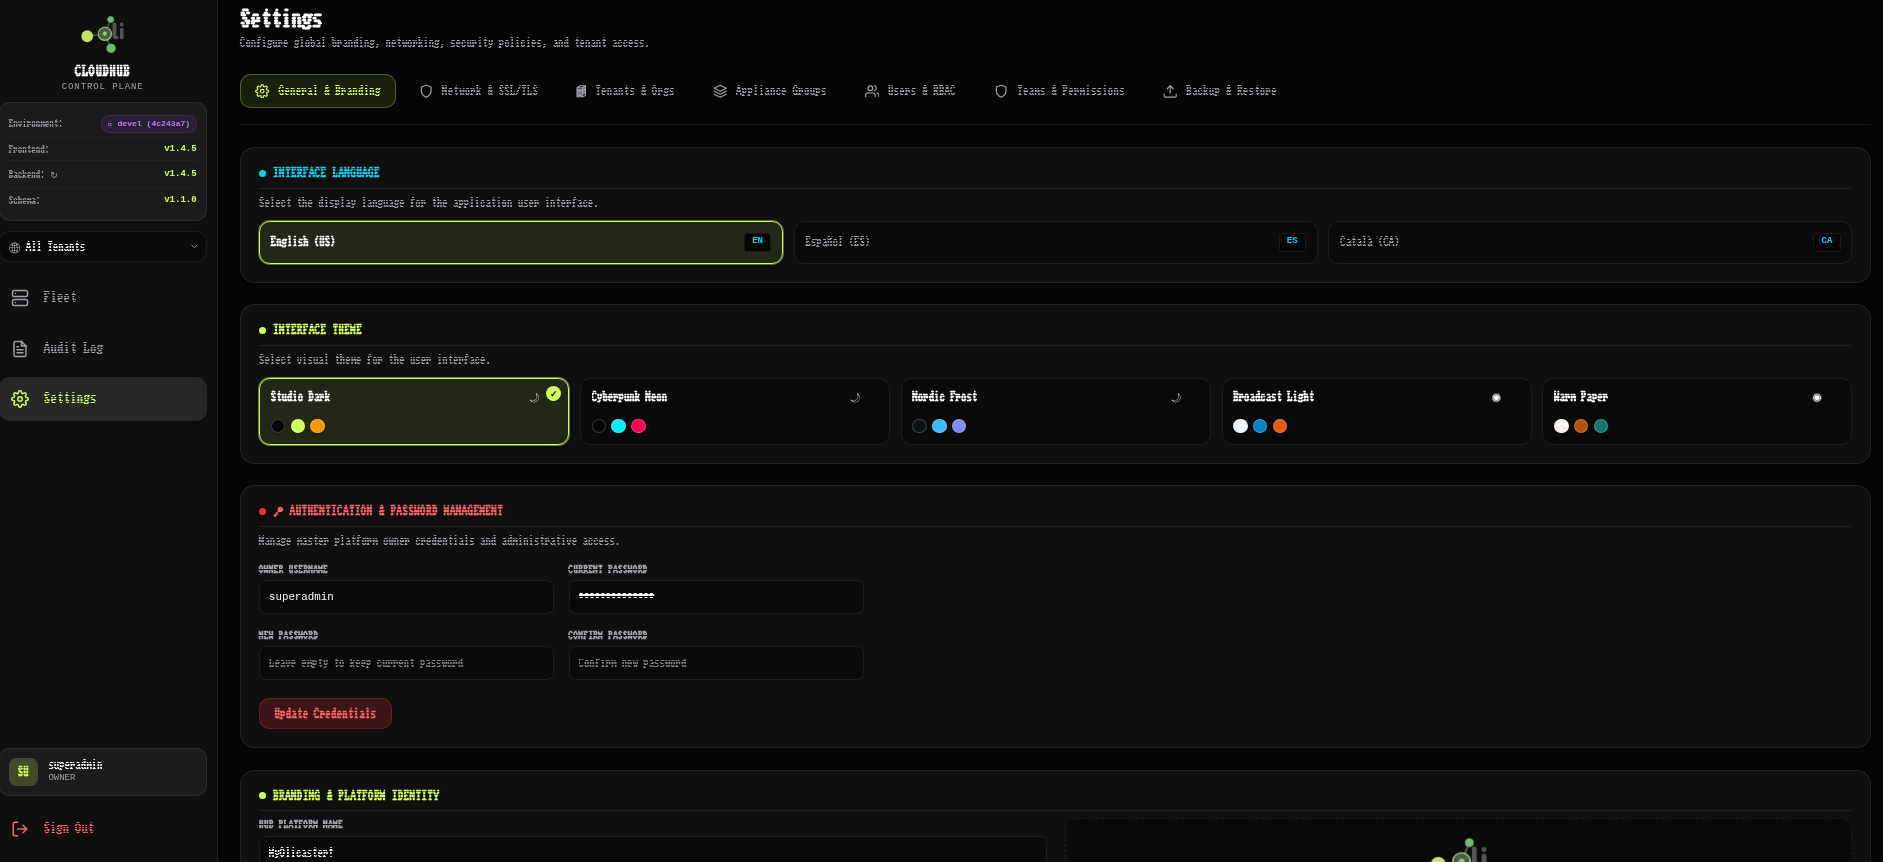 li
CLOUDHUB
CONTROL PLANE
Environment: devel (4c243a7)
Frontend: v1.4.5
Backend: ↻ v1.4.5
Schema: v1.1.0
All Tenants
Fleet
Audit Log
Settings
SU
superadmin
OWNER
Sign Out
Settings
Configure global branding, networking, security policies, and tenant access.
General & Branding
Network & SSL/TLS
Tenants & Orgs
Appliance Groups
Users & RBAC
Teams & Permissions
Backup & Restore
INTERFACE LANGUAGE
Select the display language for the application user interface.
English (US) EN
Español (ES) ES
Català (CA) CA
INTERFACE THEME
Select visual theme for the user interface.
Studio Dark
Cyberpunk Neon
Nordic Frost
Broadcast Light
Warm Paper
AUTHENTICATION & PASSWORD MANAGEMENT
Manage master platform owner credentials and administrative access.
OWNER USERNAME
superadmin
CURRENT PASSWORD
••••••••••••••
NEW PASSWORD
Leave empty to keep current password
CONFIRM PASSWORD
Confirm new password
Update Credentials
BRANDING & PLATFORM IDENTITY
HUB PLATFORM NAME
MyOlicaster!
li